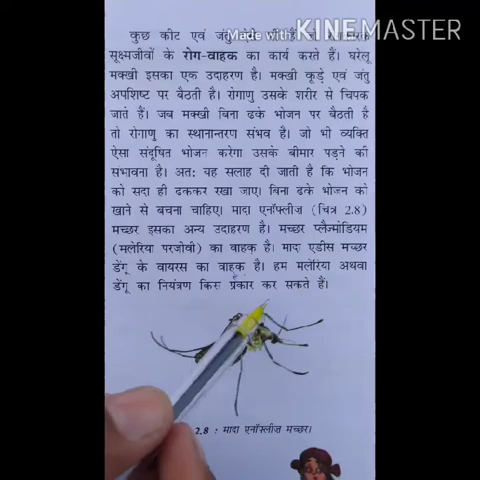 Made with KINEMASTER
कुछ कीट एवं जंतु
सूक्ष्मजीवों के रोग-वाहक का कार्य करते हैं। घरेलू
मक्खी इसका एक उदाहरण है। मक्खी कूड़े एवं जंतु
अपशिष्ट पर बैठती है। रोगाणु उसके शरीर से चिपक
जाते हैं। जब मक्खी बिना ढके भोजन पर बैठती है
तो रोगाणु का स्थानान्तरण संभव है। जो भी व्यक्ति
ऐसा संदूषित भोजन करेगा उसके बीमार पड़ने की
संभावना है। अतः यह सलाह दी जाती है कि भोजन
को सदा ही ढककर रखा जाए। बिना ढके भोजन को
खाने से बचना चाहिए। मादा एनॉफ्लीज (चित्र 2.8)
मच्छर इसका अन्य उदाहरण है। मच्छर प्लैज्मोडियम
(मलेरिया परजीवी) का वाहक है। मादा एडीस मच्छर
डेंगू के वायरस का वाहक है। हम मलेरिया अथवा
डेंगू का नियंत्रण किस प्रकार कर सकते हैं।
2.8 : मादा एनॉफ्लीज मच्छर।